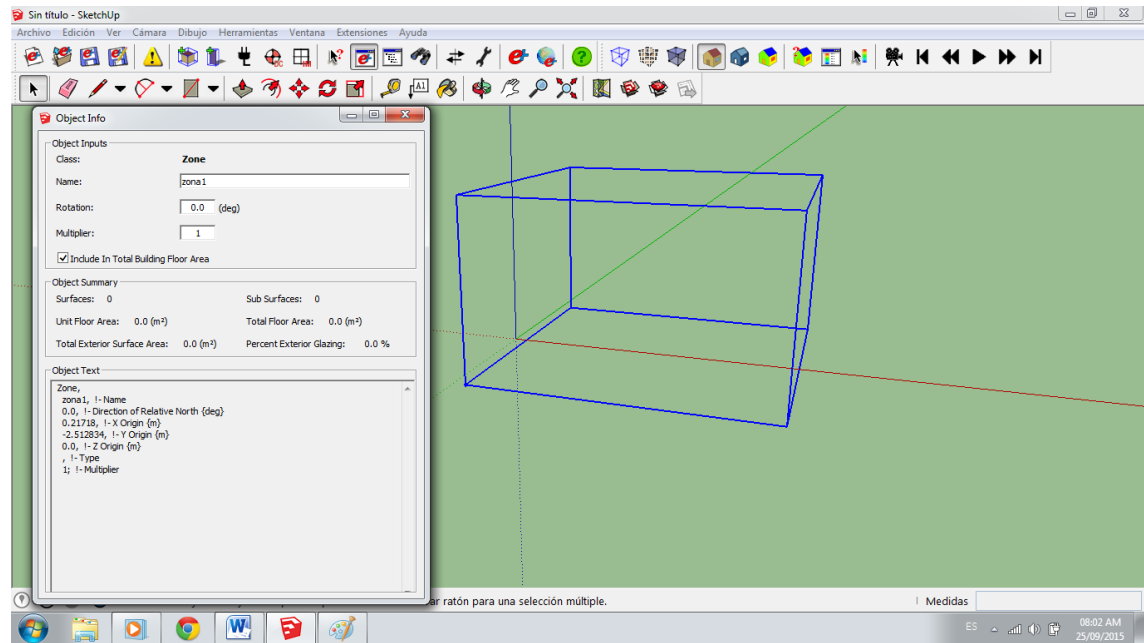 Sin título - SketchUp
Archivo Edición Ver Cámara Dibujo Herramientas Ventana Extensiones Ayuda
A1
Object Info
Object Inputs
Class: Zone
Name: zona1
Rotation: 0.0 (deg)
Multiplier: 1
Include In Total Building Floor Area
Object Summary
Surfaces: 0 Sub Surfaces: 0
Unit Floor Area: 0.0 (m²) Total Floor Area: 0.0 (m²)
Total Exterior Surface Area: 0.0 (m²) Percent Exterior Glazing: 0.0 %
Object Text
Zone,
zona1, !- Name
0.0, !- Direction of Relative North {deg}
0.21718, !- X Origin {m}
-2.512834, !- Y Origin {m}
0.0, !- Z Origin {m}
, !- Type
1; !- Multiplier
ratón para una selección múltiple.
Medidas
ES
08:02 AM
25/09/2015